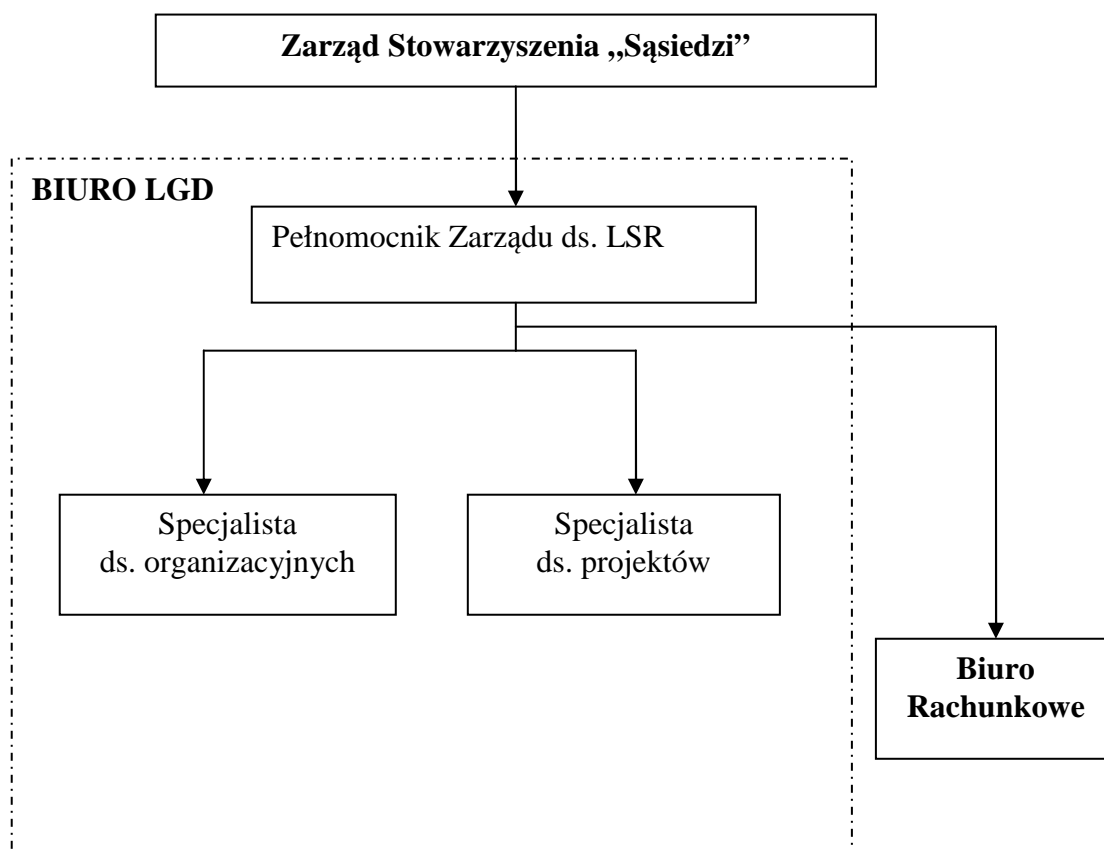 Zarząd Stowarzyszenia „Sąsiedzi”
BIURO LGD
Pełnomocnik Zarządu ds. LSR
Specjalista
ds. organizacyjnych
Specjalista
ds. projektów
Biuro
Rachunkowe